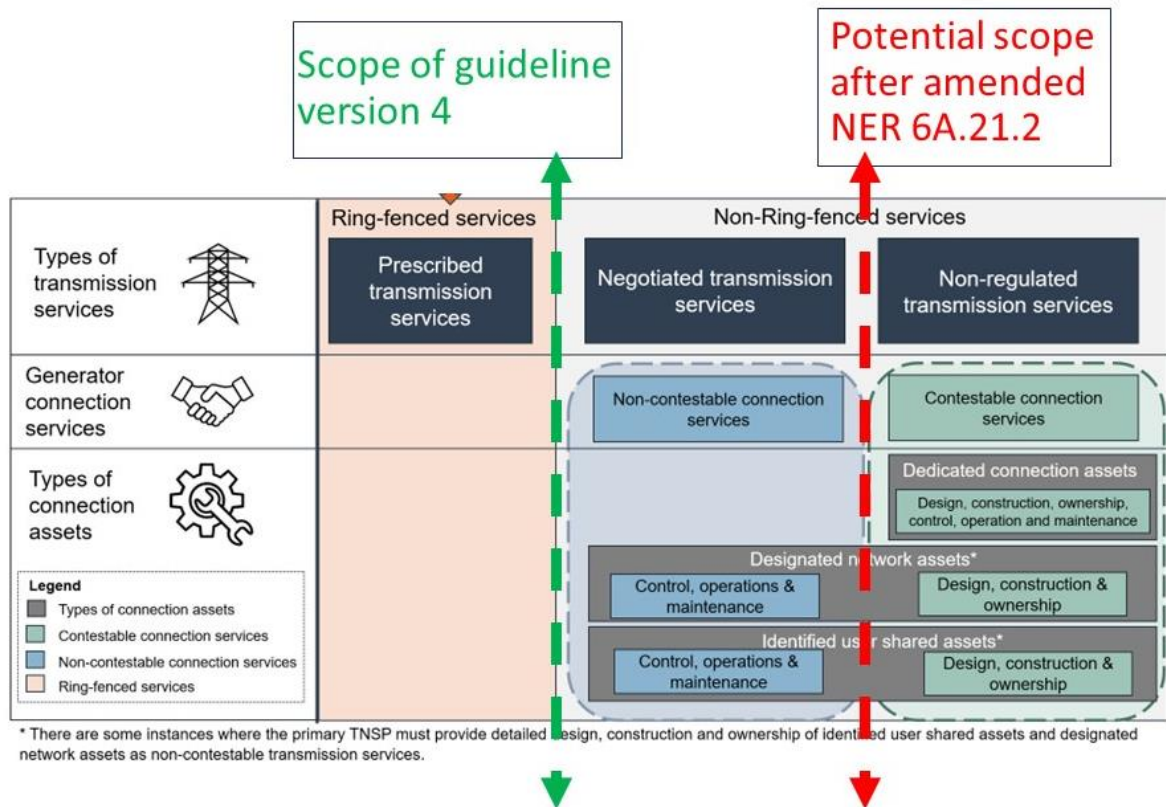 Scope of guideline
version 4
Potential scope
after amended
NER 6A.21.2
Ring-fenced services
Non-Ring-fenced services
Types of
transmission
services
Prescribed
transmission
services
Negotiated transmission
services
Non-regulated
transmission services
Generator
connection
services
Non-contestable connection
services
Contestable connection
services
Types of
connection
assets
Dedicated connection assets
Design, construction, ownership,
control, operation and maintenance
Designated network assets*
Control, operations &
maintenance
Design, construction &
ownership
Identified user shared assets*
Control, operations &
maintenance
Design, construction &
ownership
Legend
Types of connection assets
Contestable connection services
Non-contestable connection services
Ring-fenced services
* There are some instances where the primary TNSP must provide detailed design, construction and ownership of identified user shared assets and designated
network assets as non-contestable transmission services.